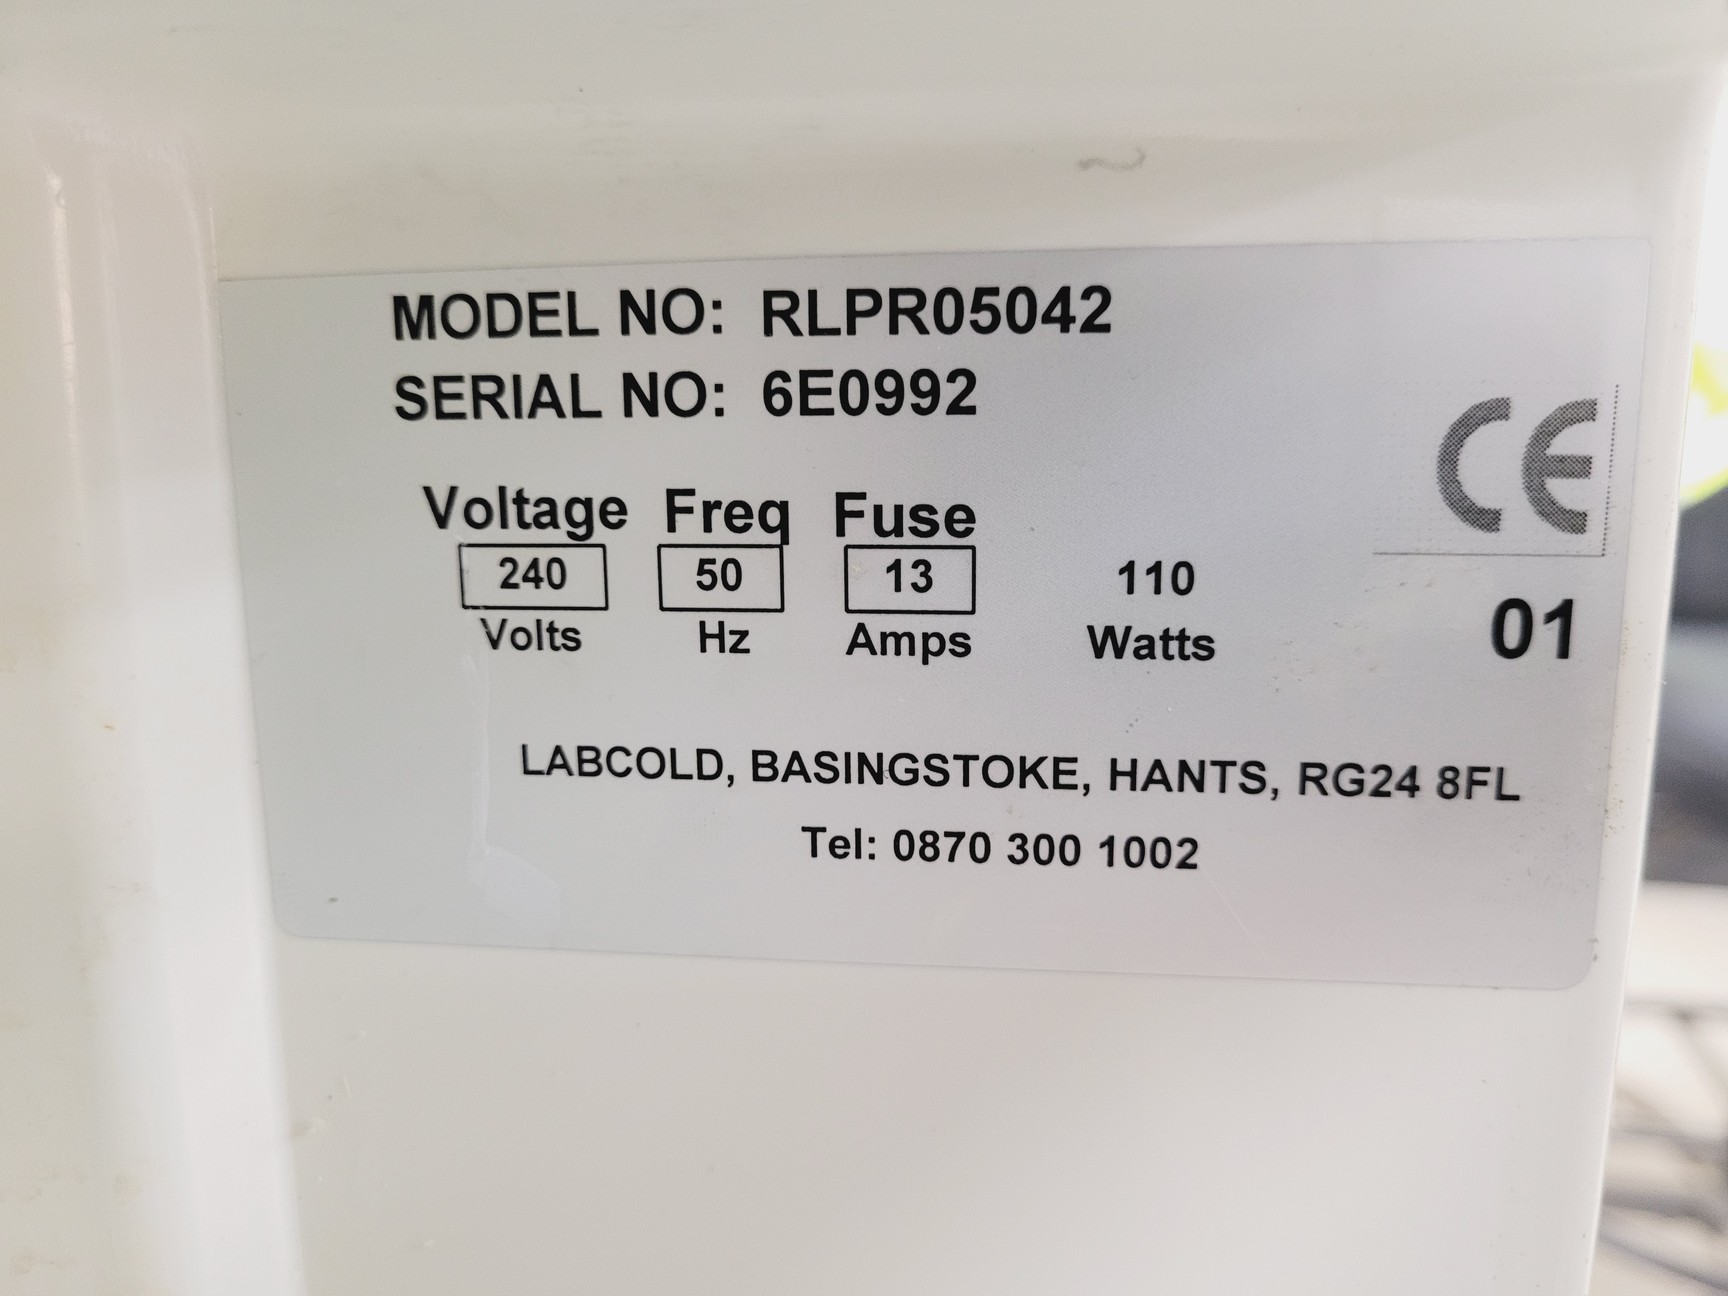 MODEL NO: RLPR05042
SERIAL NO: 6E0992
CE
Voltage Freq Fuse
240 50 13 110
Volts Hz Amps Watts
01
LABCOLD, BASINGSTOKE, HANTS, RG24 8FL
Tel: 0870 300 1002